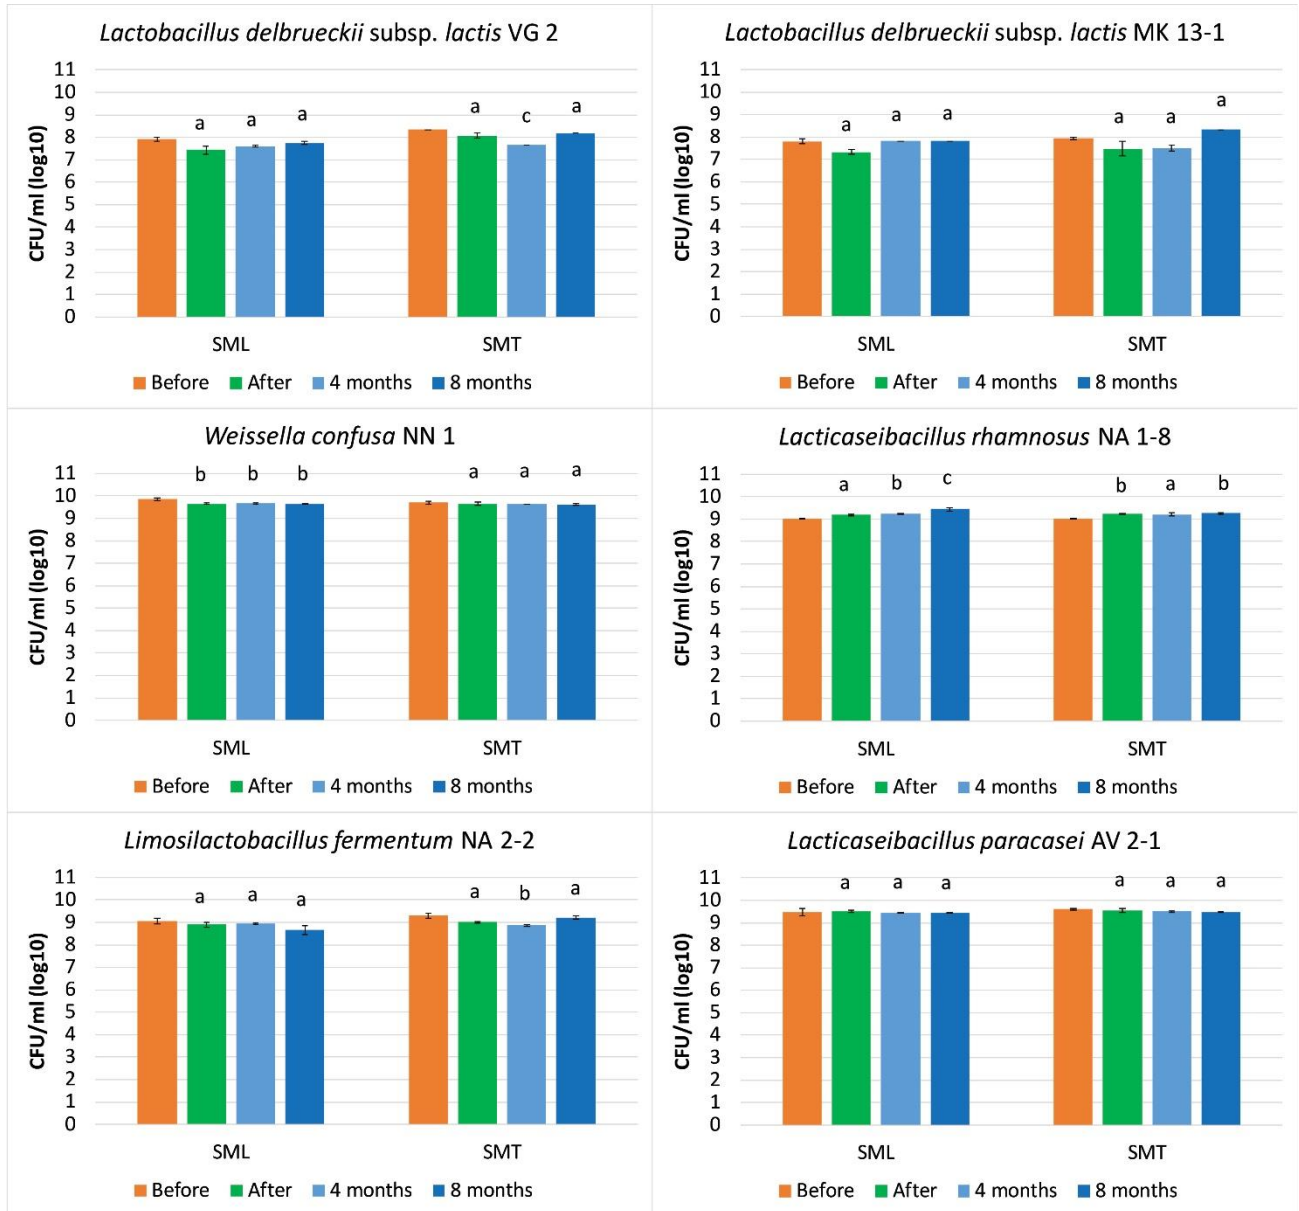 Lactobacillus delbrueckii subsp. lactis VG 2
11
10
9
8
7
6
5
4
3
2
1
0
CFU/ml (log10)
a a a a c a
SML SMT
Before After 4 months 8 months
Lactobacillus delbrueckii subsp. lactis MK 13-1
11
10
9
8
7
6
5
4
3
2
1
0
CFU/ml (log10)
a a a a a a
SML SMT
Before After 4 months 8 months
Weissella confusa NN 1
11
10
9
8
7
6
5
4
3
2
1
0
CFU/ml (log10)
b b b a a a
SML SMT
Before After 4 months 8 months
Lacticaseibacillus rhamnosus NA 1-8
11
10
9
8
7
6
5
4
3
2
1
0
CFU/ml (log10)
a b c b a b
SML SMT
Before After 4 months 8 months
Limosilactobacillus fermentum NA 2-2
11
10
9
8
7
6
5
4
3
2
1
0
CFU/ml (log10)
a a a a b a
SML SMT
Before After 4 months 8 months
Lacticaseibacillus paracasei AV 2-1
11
10
9
8
7
6
5
4
3
2
1
0
CFU/ml (log10)
a a a a a a
SML SMT
Before After 4 months 8 months